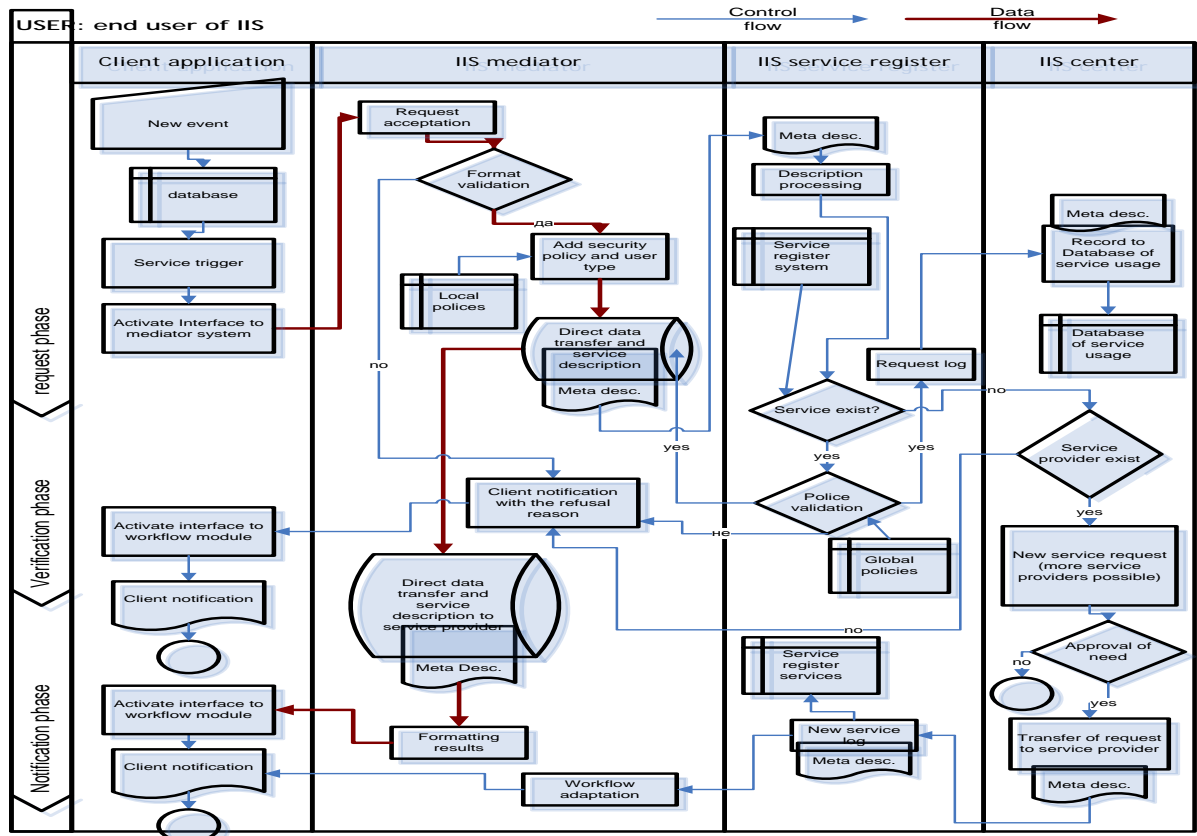 USER: end user of IIS
Control
flow
Data
flow
Client application
IIS mediator
IIS service register
IIS center
request phase
Verification phase
Notification phase
New event
database
Service trigger
Activate Interface to
mediator system
Activate interface to
workflow module
Client notification
Activate interface to
workflow module
Client notification
Request
acceptation
Format
validation
да
no
Add security
policy and user
type
Local
polices
Direct data
transfer and
service
description
Meta desc.
Client notification
with the refusal
reason
Direct data
transfer and
service
description to
service provider
Meta Desc.
Formatting
results
Workflow
adaptation
yes
Meta desc.
Description
processing
Service
register
system
Service exist?
no
yes
Request log
Police
validation
yes
не
Global
policies
no
Service
register
services
New service
log
Meta desc.
Meta desc.
Record to
Database of
service usage
Database
of service
usage
Service
provider exist
yes
New service request
(more service
providers possible)
Approval of
need
no
yes
Transfer of request
to service provider
Meta desc.